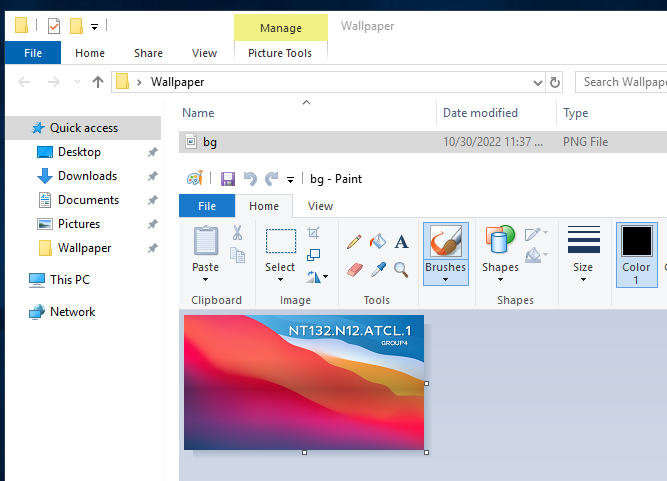 Manage
Wallpaper
File
Home
Share
View
Picture Tools
Wallpaper
Search Wallpape
Name
Date modified
Type
Quick access
bg
10/30/2022 11:37 ...
PNG File
Desktop
Downloads
Documents
Pictures
Wallpaper
This PC
Network
bg - Paint
File
Home
View
Paste
Select
A
Brushes
Shapes
Size
Color
1
Clipboard
Image
Tools
Shapes
NT132.N12.ATCL.1
GROUP4